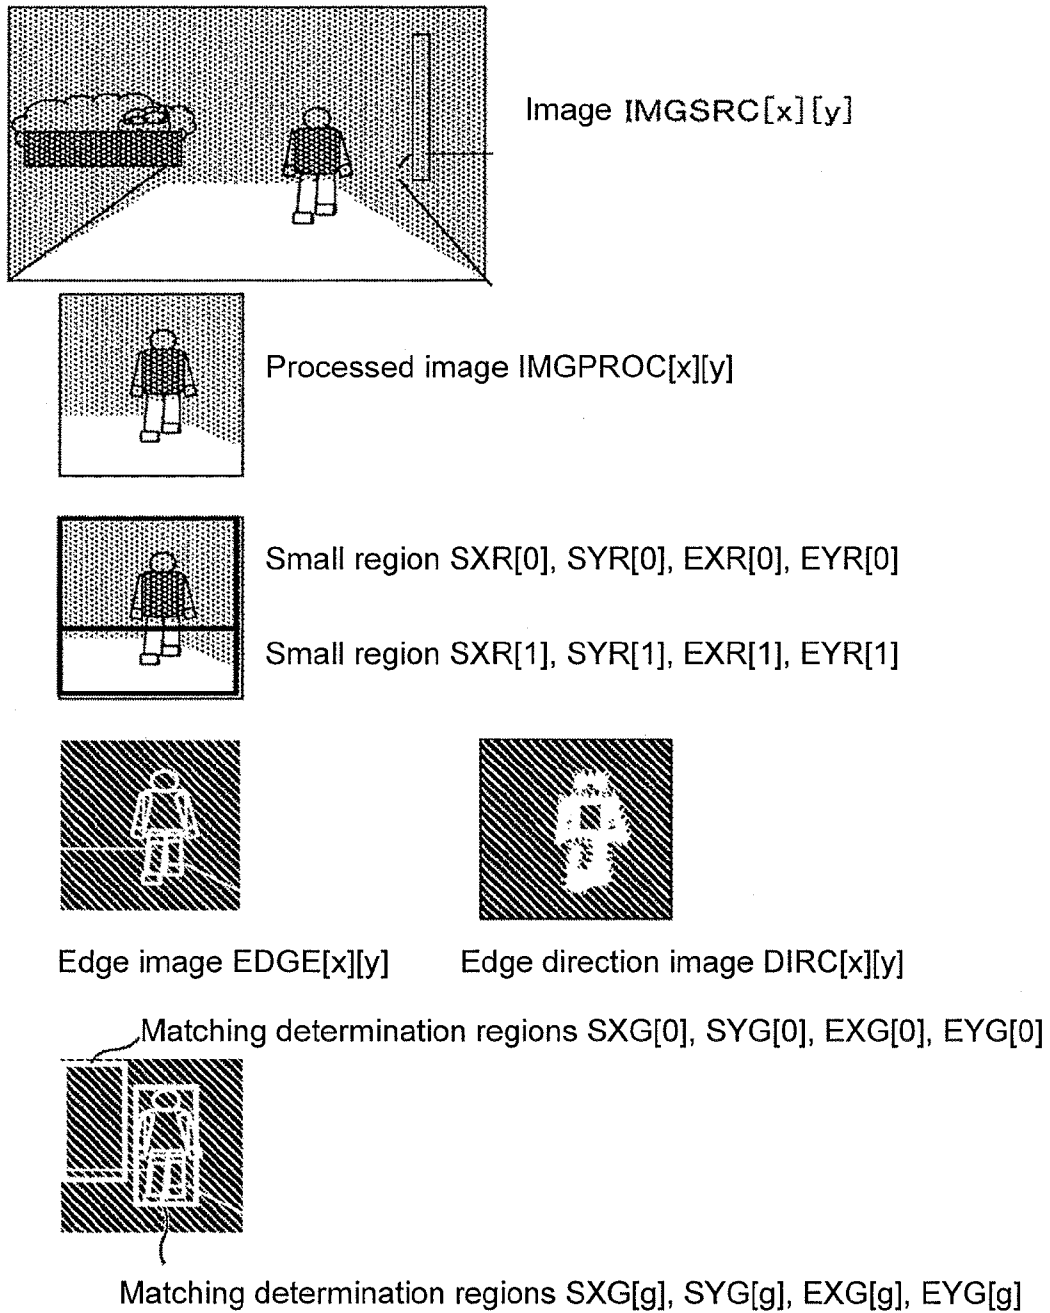 Image IMGSRC[x][y]
Processed image IMGPROC[x][y]
Small region SXR[0], SYR[0], EXR[0], EYR[0]
Small region SXR[1], SYR[1], EXR[1], EYR[1]
Edge image EDGE[x][y]
Edge direction image DIRC[x][y]
Matching determination regions SXG[0], SYG[0], EXG[0], EYG[0]
Matching determination regions SXG[g], SYG[g], EXG[g], EYG[g]